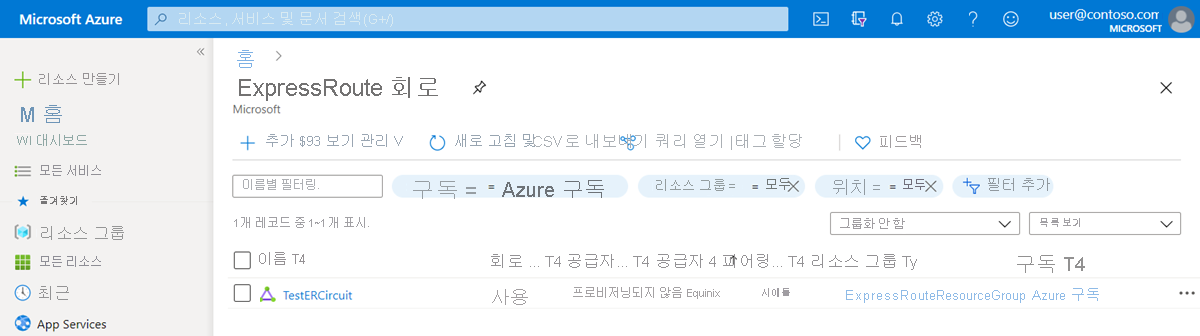 Microsoft Azure 리소스, 서비스 및 문서 검색(G+/) user@contoso.com
MICROSOFT
리소스 만들기
M 홈
WI 대시보드
모든 서비스
즐겨찾기
리소스 그룹
모든 리소스
최근
App Services
홈
ExpressRoute 회로
Microsoft
추가 $93 보기 관리 V 새로 고침 및CSV로 내보내기 쿼리 열기 |태그 할당 피드백
이름별 필터링. 구독 = = Azure 구독 리소스 그룹= = 모두 위치 = = 모두 필터 추가
1개 레코드 중 1~1개 표시. 그룹화 안 함 목록 보기
이름 T4 회로 ... T4 공급자... T4 공급자 4 피어링... T4 리소스 그룹 Ty 구독 T4
TestERCircuit 사용 프로비저닝되지 않음 Equinix 시애틀 ExpressRouteResourceGroup Azure 구독